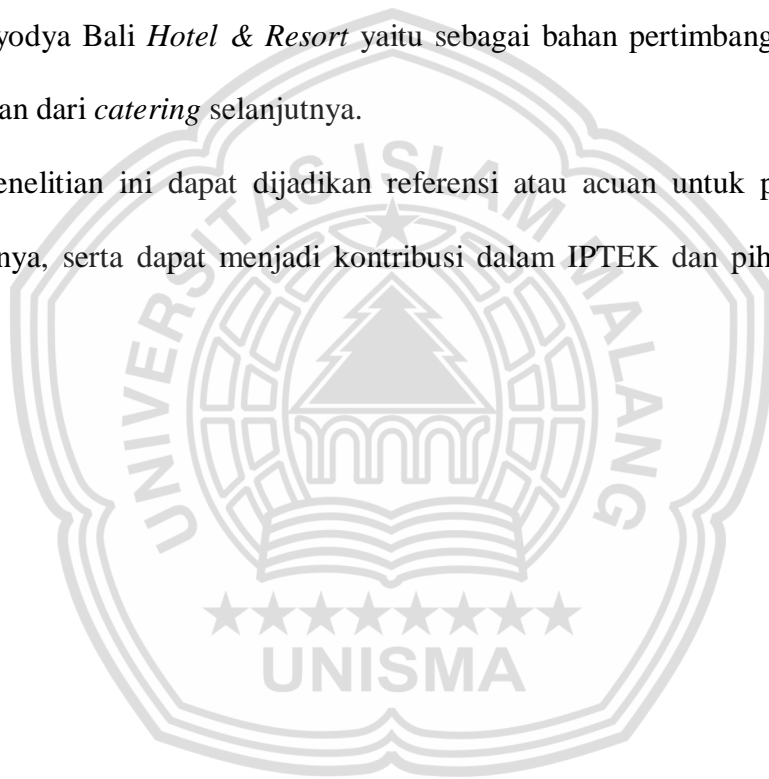 yodya Bali Hotel & Resort yaitu sebagai bahan pertimbang
an dari catering selanjutnya.
enelitian ini dapat dijadikan referensi atau acuan untuk p
nya, serta dapat menjadi kontribusi dalam IPTEK dan pih
UNIVERSITAS ISLAM MALANG
UNISMA